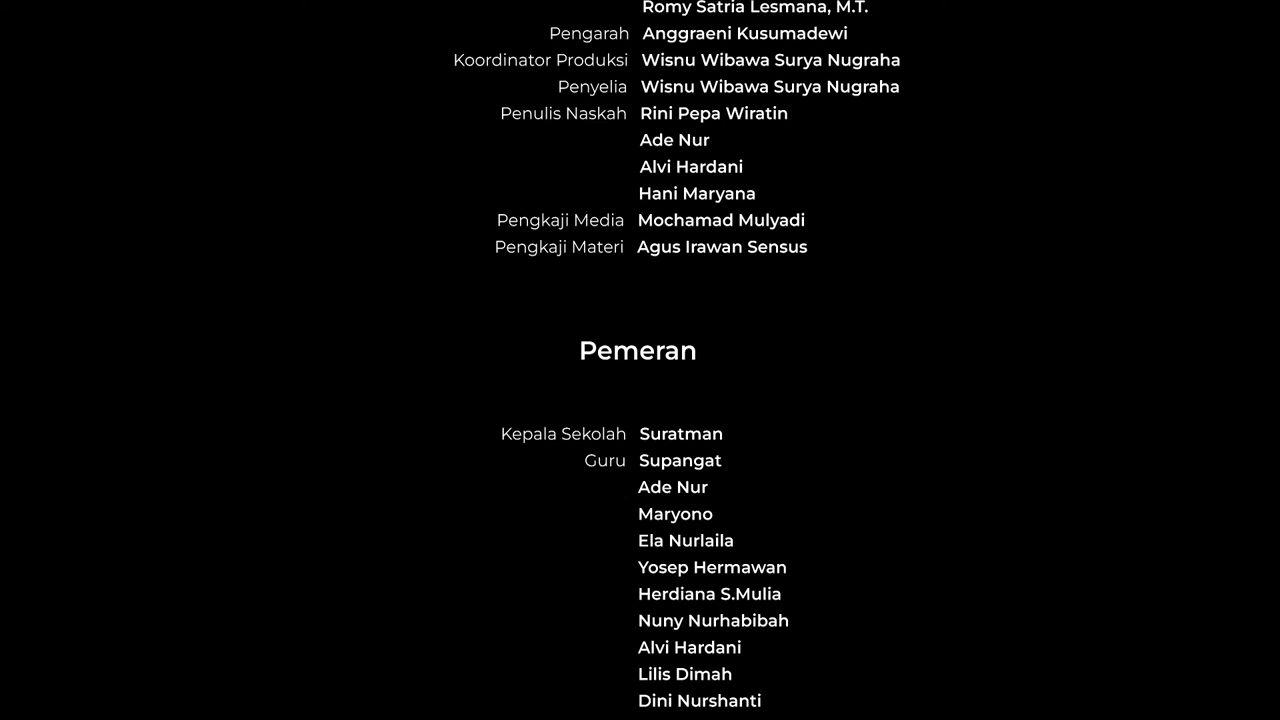 Romy Satria Lesmana, M.T.
Pengarah Anggraeni Kusumadewi
Koordinator Produksi Wisnu Wibawa Surya Nugraha
Penyelia Wisnu Wibawa Surya Nugraha
Penulis Naskah Rini Pepa Wiratin
Ade Nur
Alvi Hardani
Hani Maryana
Pengkaji Media Mochamad Mulyadi
Pengkaji Materi Agus Irawan Sensus
Pemeran
Kepala Sekolah Suratman
Guru Supangat
Ade Nur
Maryono
Ela Nurlaila
Yosep Hermawan
Herdiana S.Mulia
Nuny Nurhabibah
Alvi Hardani
Lilis Dimah
Dini Nurshanti